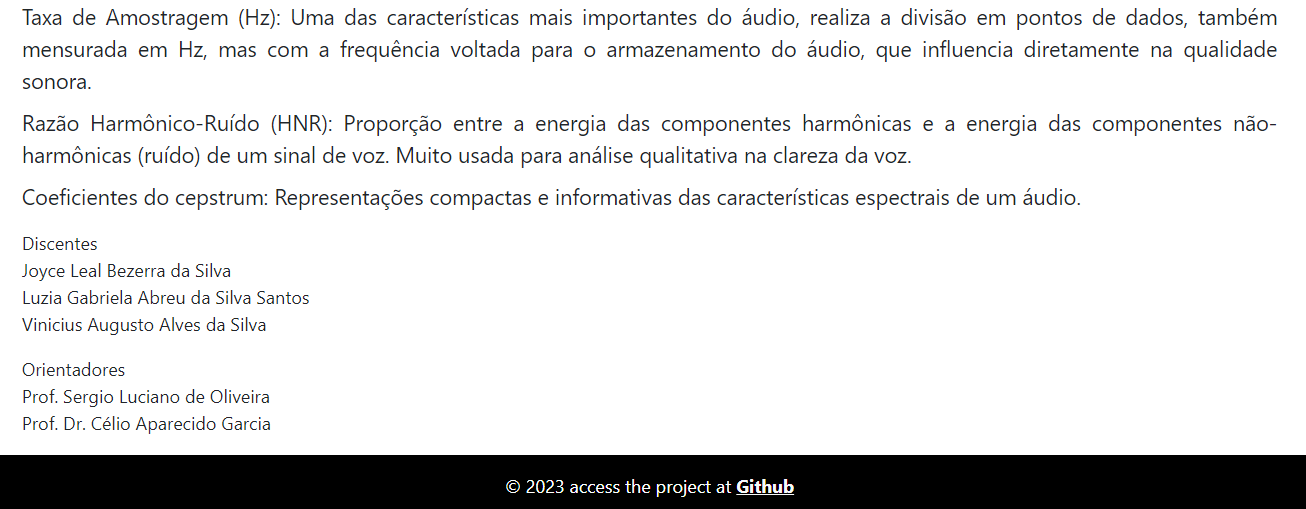 Taxa de Amostragem (Hz): Uma das características mais importantes do áudio, realiza a divisão em pontos de dados, também
mensurada em Hz, mas com a frequência voltada para o armazenamento do áudio, que influencia diretamente na qualidade
sonora.
Razão Harmônico-Ruído (HNR): Proporção entre a energia das componentes harmônicas e a energia das componentes não-
harmônicas (ruído) de um sinal de voz. Muito usada para análise qualitativa na clareza da voz.
Coeficientes do cepstrum: Representações compactas e informativas das características espectrais de um áudio.
Discentes
Joyce Leal Bezerra da Silva
Luzia Gabriela Abreu da Silva Santos
Vinicius Augusto Alves da Silva
Orientadores
Prof. Sergio Luciano de Oliveira
Prof. Dr. Célio Aparecido Garcia
© 2023 access the project at Github